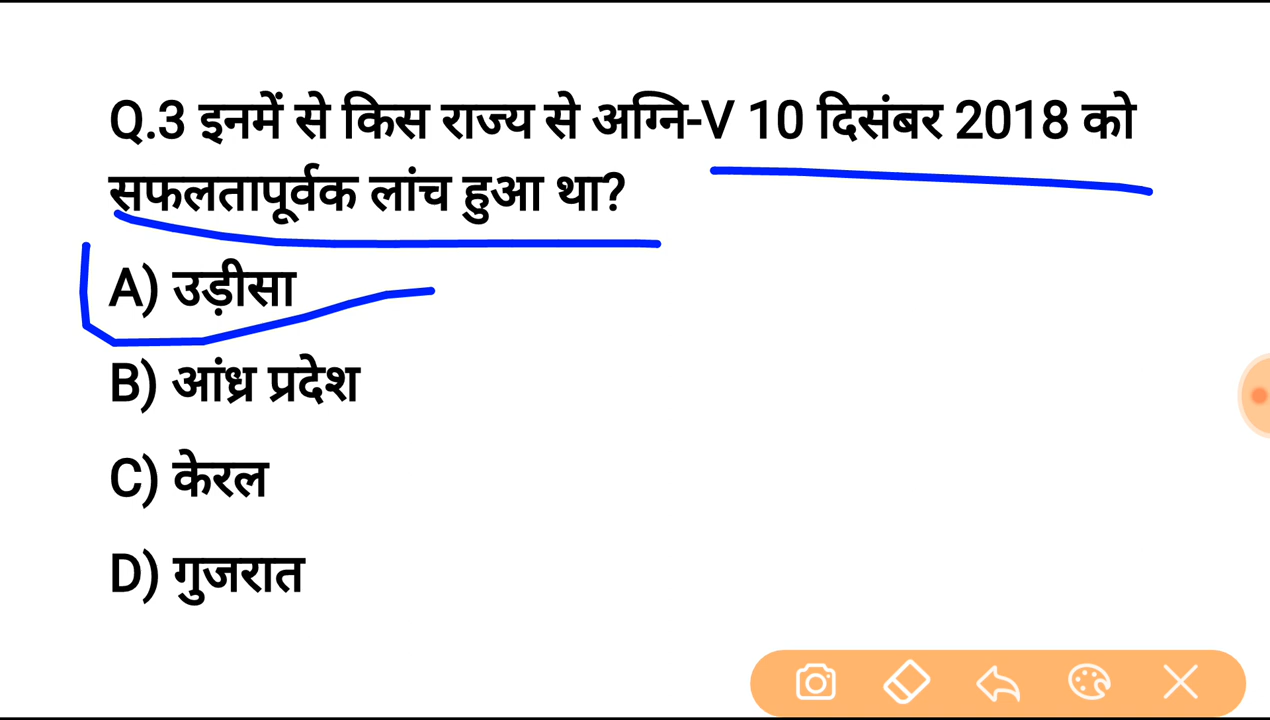 Q.3 इनमें से किस राज्य से अग्नि-V 10 दिसंबर 2018 को
सफलतापूर्वक लांच हुआ था?
A) उड़ीसा
B) आंध्र प्रदेश
C) केरल
D) गुजरात